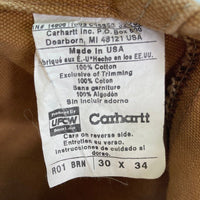 Carhartt Inc. P.O. Box 600
Dearborn, MI 48121 USA
Made in USA
Fabriqué aux É.-U*Hecho en los EE.UU.
100% Cotton
Exclusive of Trimming
100% Coton
Sans garniture
100% Algodón
Sin incluir adorno
UFCW
Carhartt
Care on reverse side.
Entretien au verso.
Instrucciones de cuidado al
dorso.
R01 BRN 30 X 34